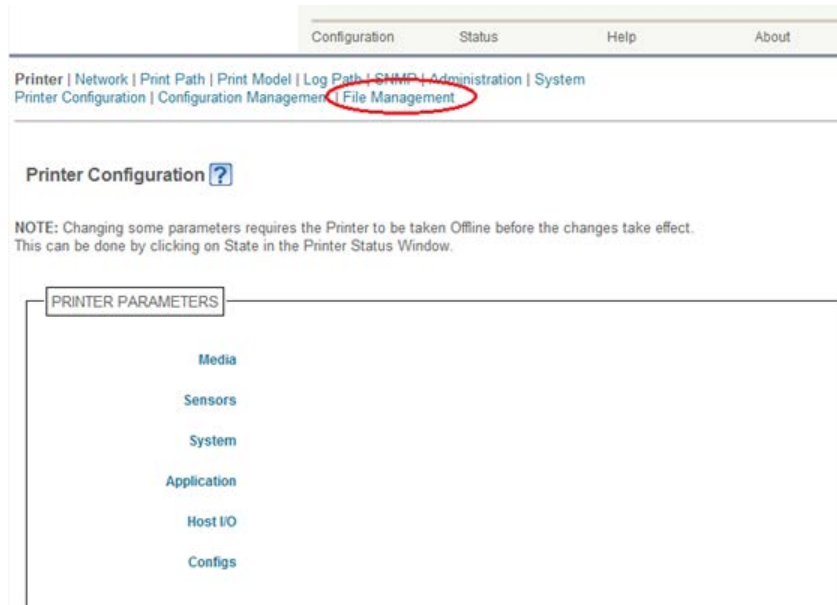 Configuration Status Help About
Printer | Network | Print Path | Print Model | Log Path | SNMP | Administration | System
Printer Configuration | Configuration Management | File Management
Printer Configuration ?
NOTE: Changing some parameters requires the Printer to be taken Offline before the changes take effect.
This can be done by clicking on State in the Printer Status Window.
PRINTER PARAMETERS
Media
Sensors
System
Application
Host I/O
Configs